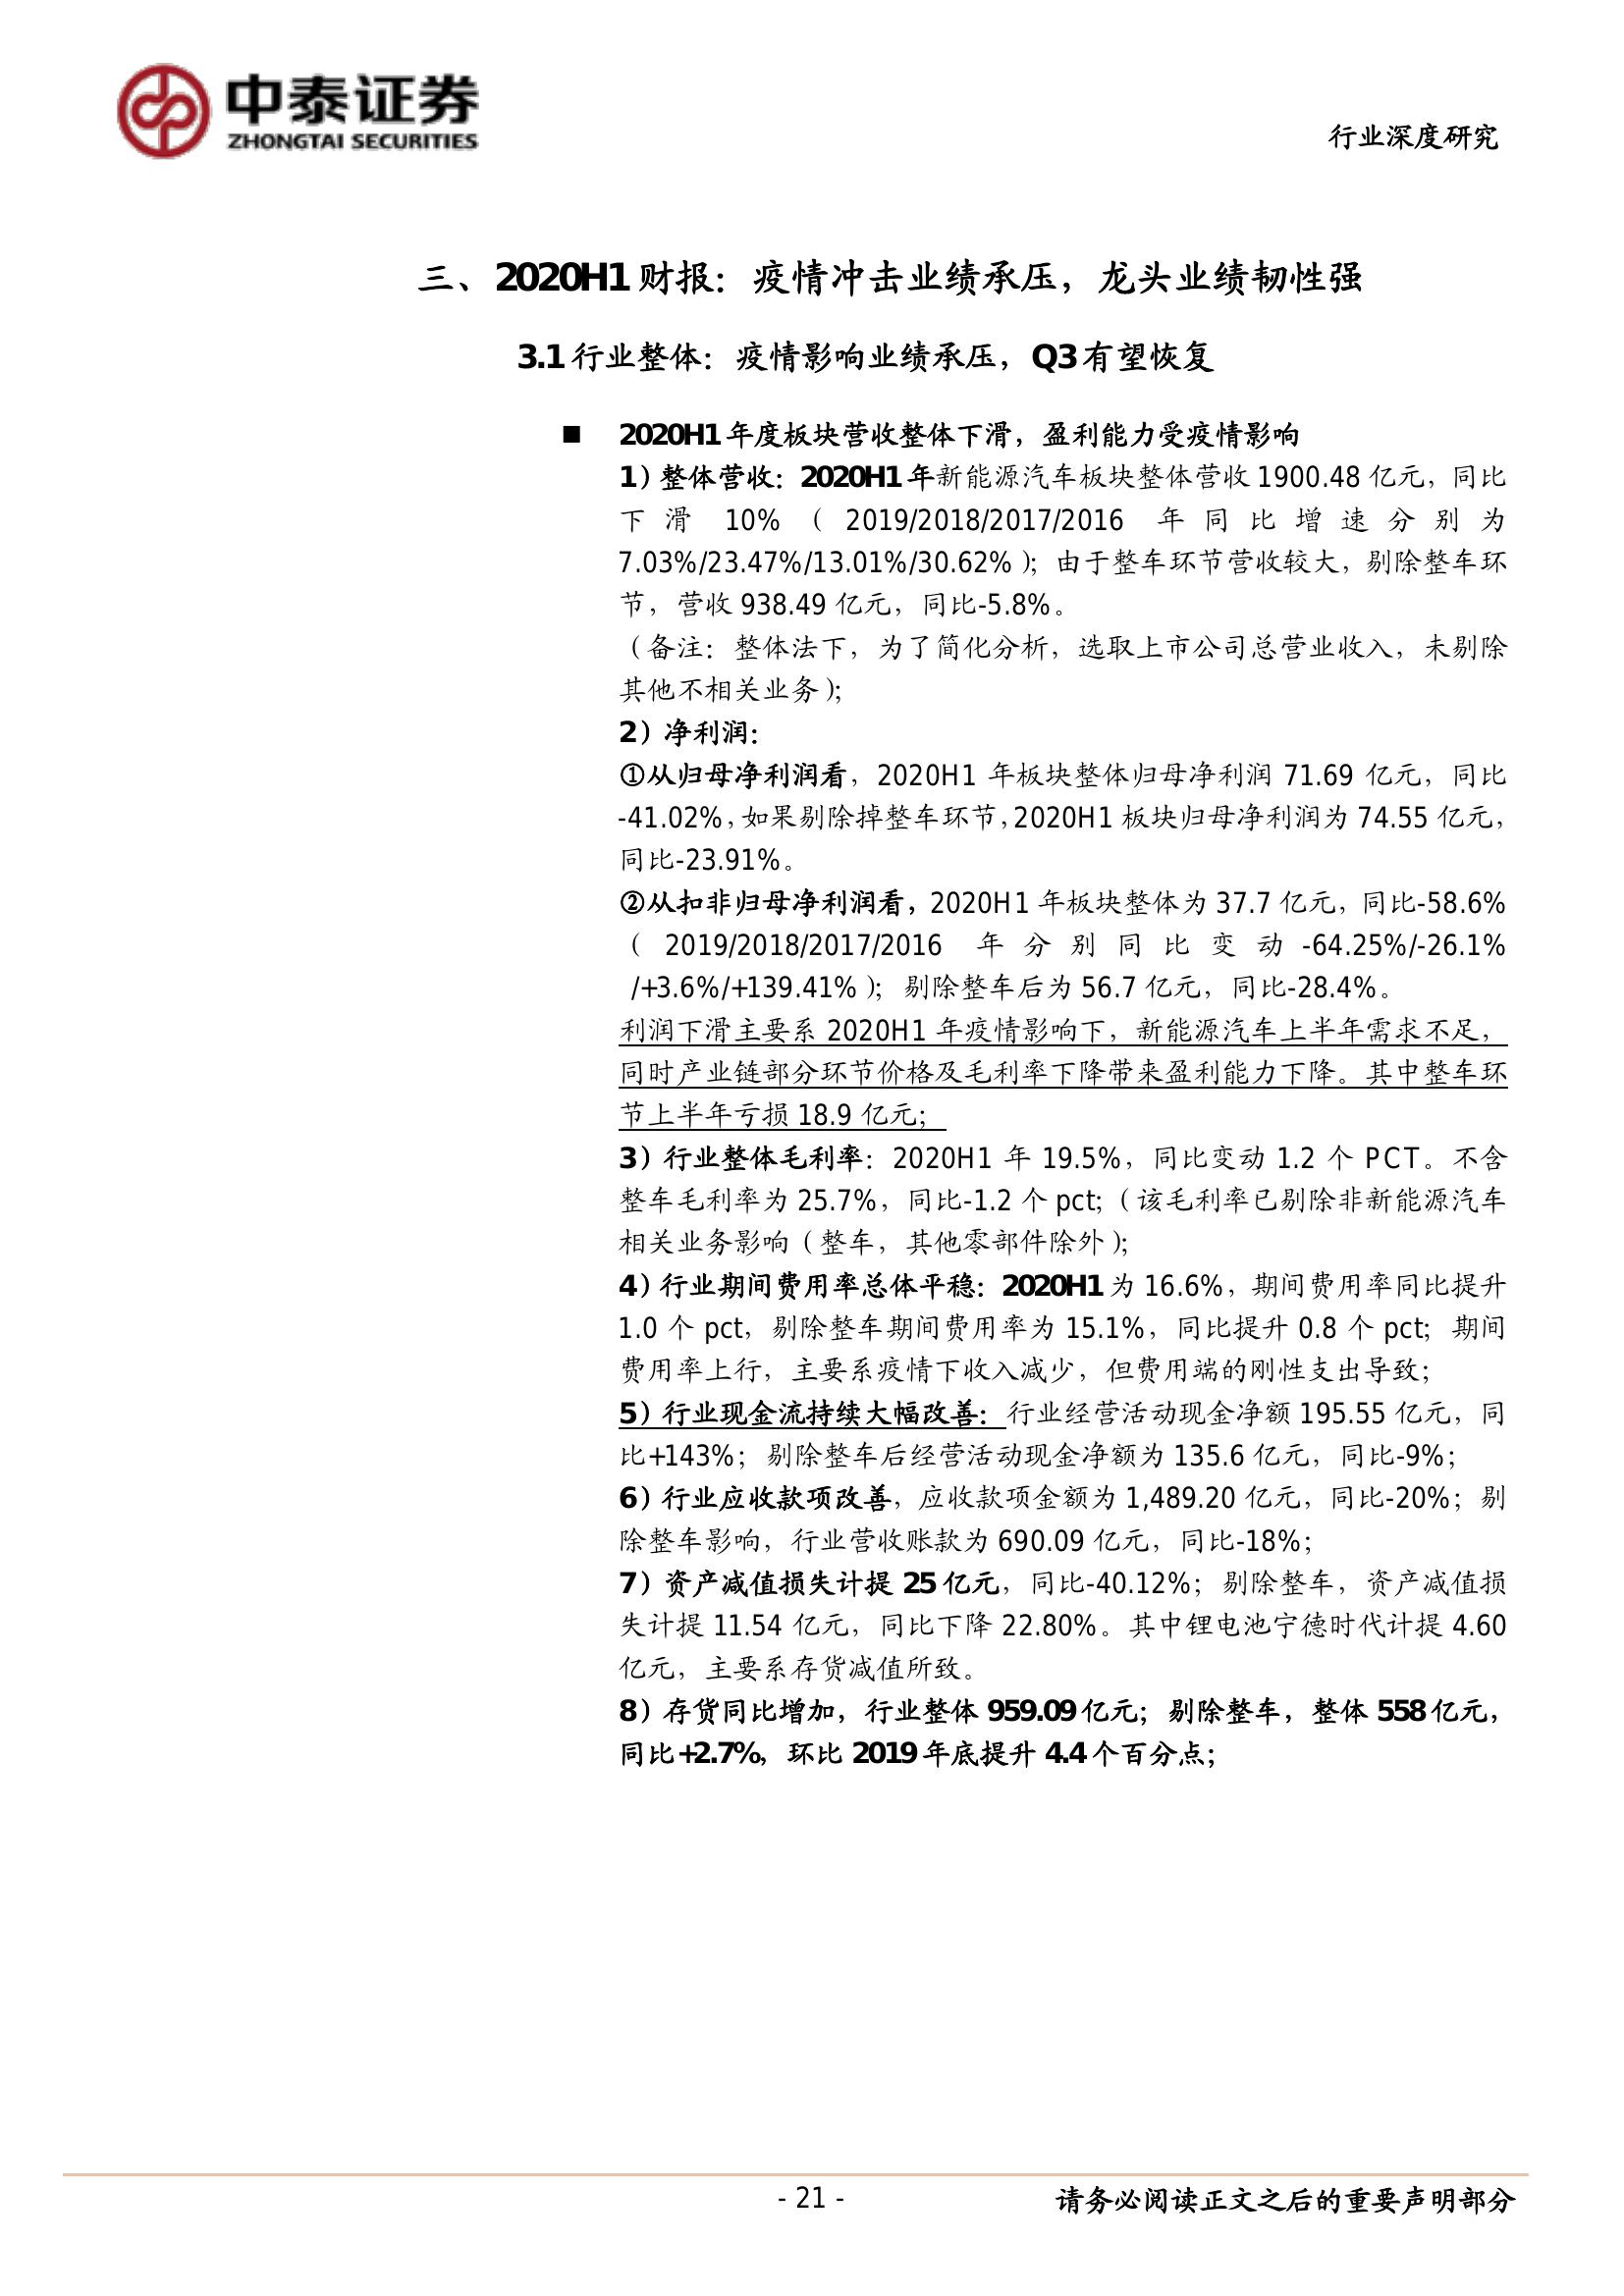 中泰证券
ZHONGTAI SECURITIES
行业深度研究
三、2020H1 财报：疫情冲击业绩承压，龙头业绩韧性强
3.1 行业整体：疫情影响业绩承压，Q3 有望恢复
■ 2020H1 年度板块营收整体下滑，盈利能力受疫情影响
1）整体营收：2020H1 年新能源汽车板块整体营收 1900.48 亿元，同比
下滑 10%（2019/2018/2017/2016 年同比增速分别为
7.03%/23.47%/13.01%/30.62%）；由于整车环节营收较大，剔除整车环
节，营收 938.49 亿元，同比-5.8%。
（备注：整体法下，为了简化分析，选取上市公司总营业收入，未剔除
其他不相关业务）；
2）净利润：
①从归母净利润看，2020H1 年板块整体归母净利润 71.69 亿元，同比
-41.02%，如果剔除掉整车环节，2020H1 板块归母净利润为 74.55 亿元，
同比-23.91%。
②从扣非归母净利润看，2020H1 年板块整体为 37.7 亿元，同比-58.6%
（2019/2018/2017/2016 年分别同比变动-64.25%/-26.1%
/+3.6%/+139.41%）；剔除整车后为 56.7 亿元，同比-28.4%。
利润下滑主要系 2020H1 年疫情影响下，新能源汽车上半年需求不足，
同时产业链部分环节价格及毛利率下降带来盈利能力下降。其中整车环
节上半年亏损 18.9 亿元；
3）行业整体毛利率：2020H1 年 19.5%，同比变动 1.2 个 PCT。不含
整车毛利率为 25.7%，同比-1.2 个 pct；（该毛利率已剔除非新能源汽车
相关业务影响（整车，其他零部件除外）；
4）行业期间费用率总体平稳：2020H1 为 16.6%，期间费用率同比提升
1.0 个 pct，剔除整车期间费用率为 15.1%，同比提升 0.8 个 pct；期间
费用率上行，主要系疫情下收入减少，但费用端的刚性支出导致；
5）行业现金流持续大幅改善：行业经营活动现金净额 195.55 亿元，同
比+143%；剔除整车后经营活动现金净额为 135.6 亿元，同比-9%；
6）行业应收款项改善，应收款项金额为 1,489.20 亿元，同比-20%；剔
除整车影响，行业营收账款为 690.09 亿元，同比-18%；
7）资产减值损失计提 25 亿元，同比-40.12%；剔除整车，资产减值损
失计提 11.54 亿元，同比下降 22.80%。其中锂电池宁德时代计提 4.60
亿元，主要系存货减值所致。
8）存货同比增加，行业整体 959.09 亿元；剔除整车，整体 558 亿元，
同比+2.7%，环比 2019 年底提升 4.4 个百分点；
- 21 -
请务必阅读正文之后的重要声明部分